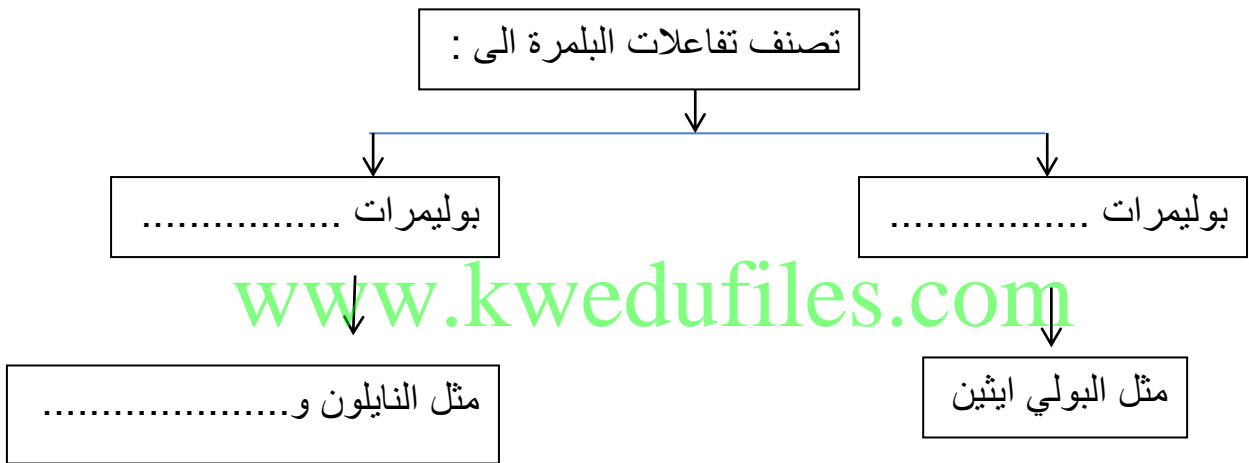 تصنف تفاعلات البلمرة الى :
بوليمرات .................
بوليمرات .................
www.kwedufiles.com
مثل البولي ايثين
مثل النايلون و.....................